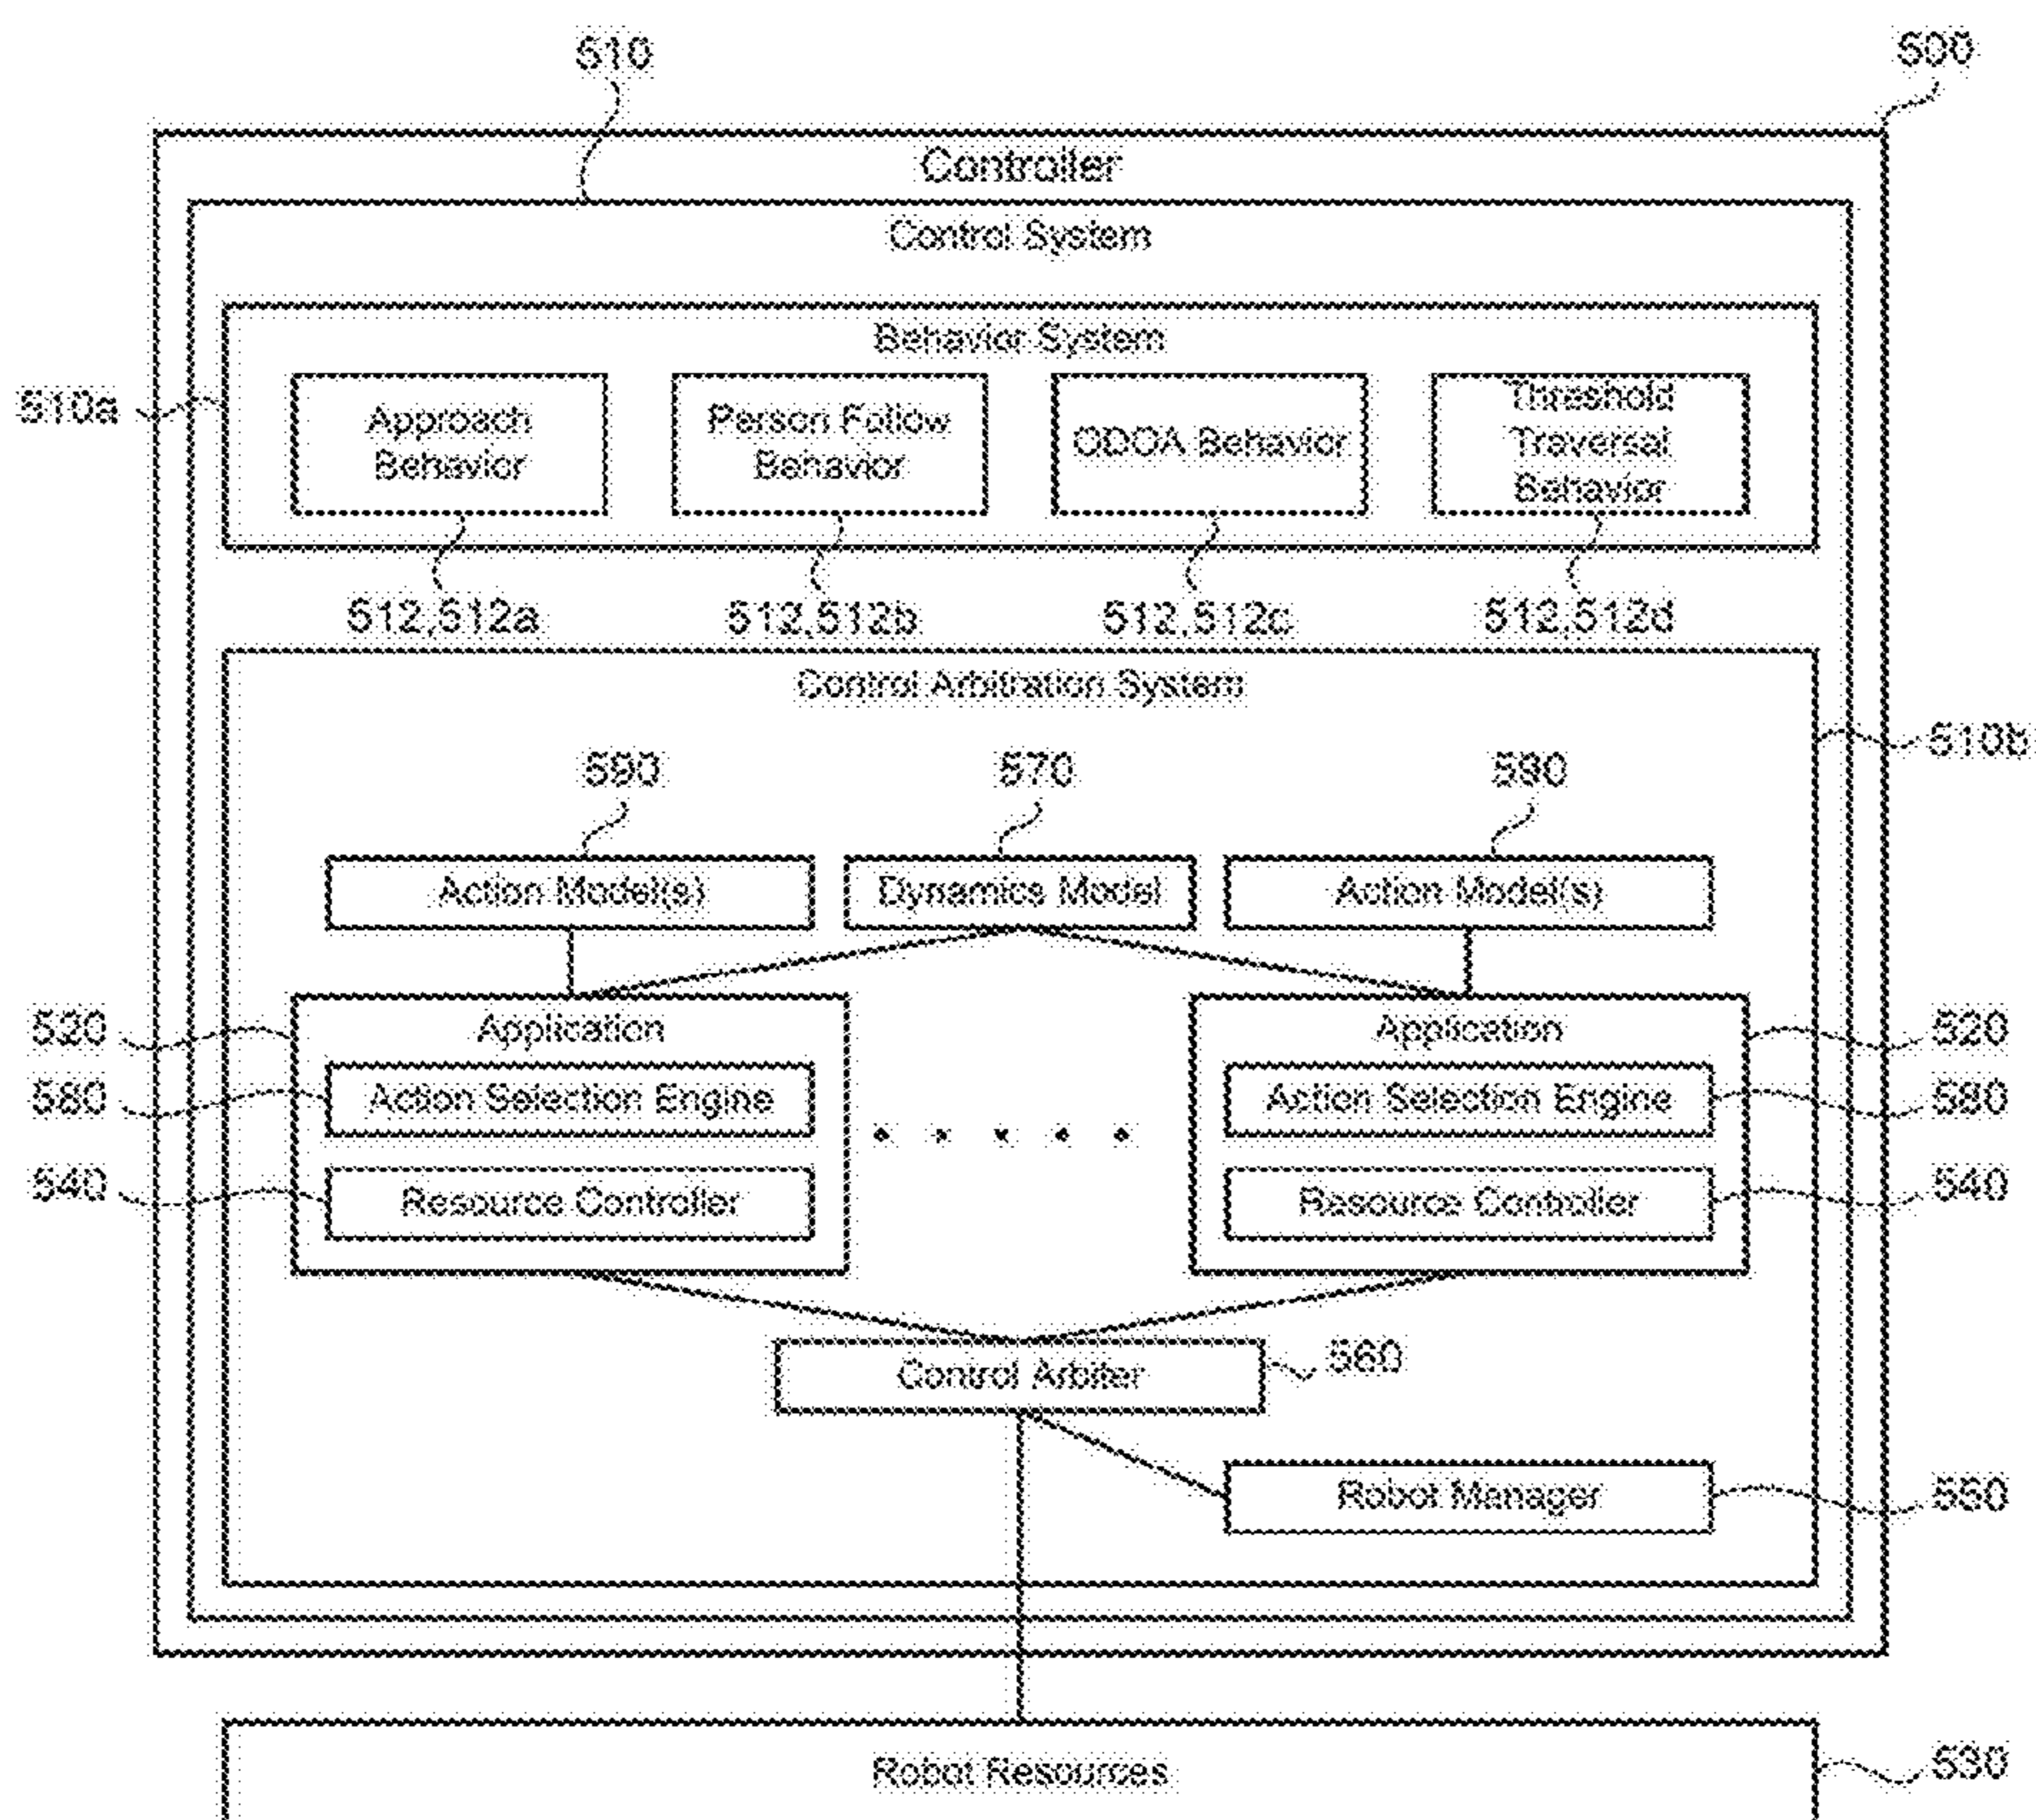 510
500
Controller
Control System
Behavior System
510a
Approach
Behavior
Person Follow
Behavior
ODOA Behavior
Threshold
Traversal
Behavior
512,512a
512,512b
512,512c
512,512d
Control Arbitration System
510b
590
570
590
Action Model(s)
Dynamics Model
Action Model(s)
520
Application
Application
520
580
Action Selection Engine
Action Selection Engine
580
540
Resource Controller
Resource Controller
540
Control Arbiter
560
Robot Manager
550
Robot Resources
530